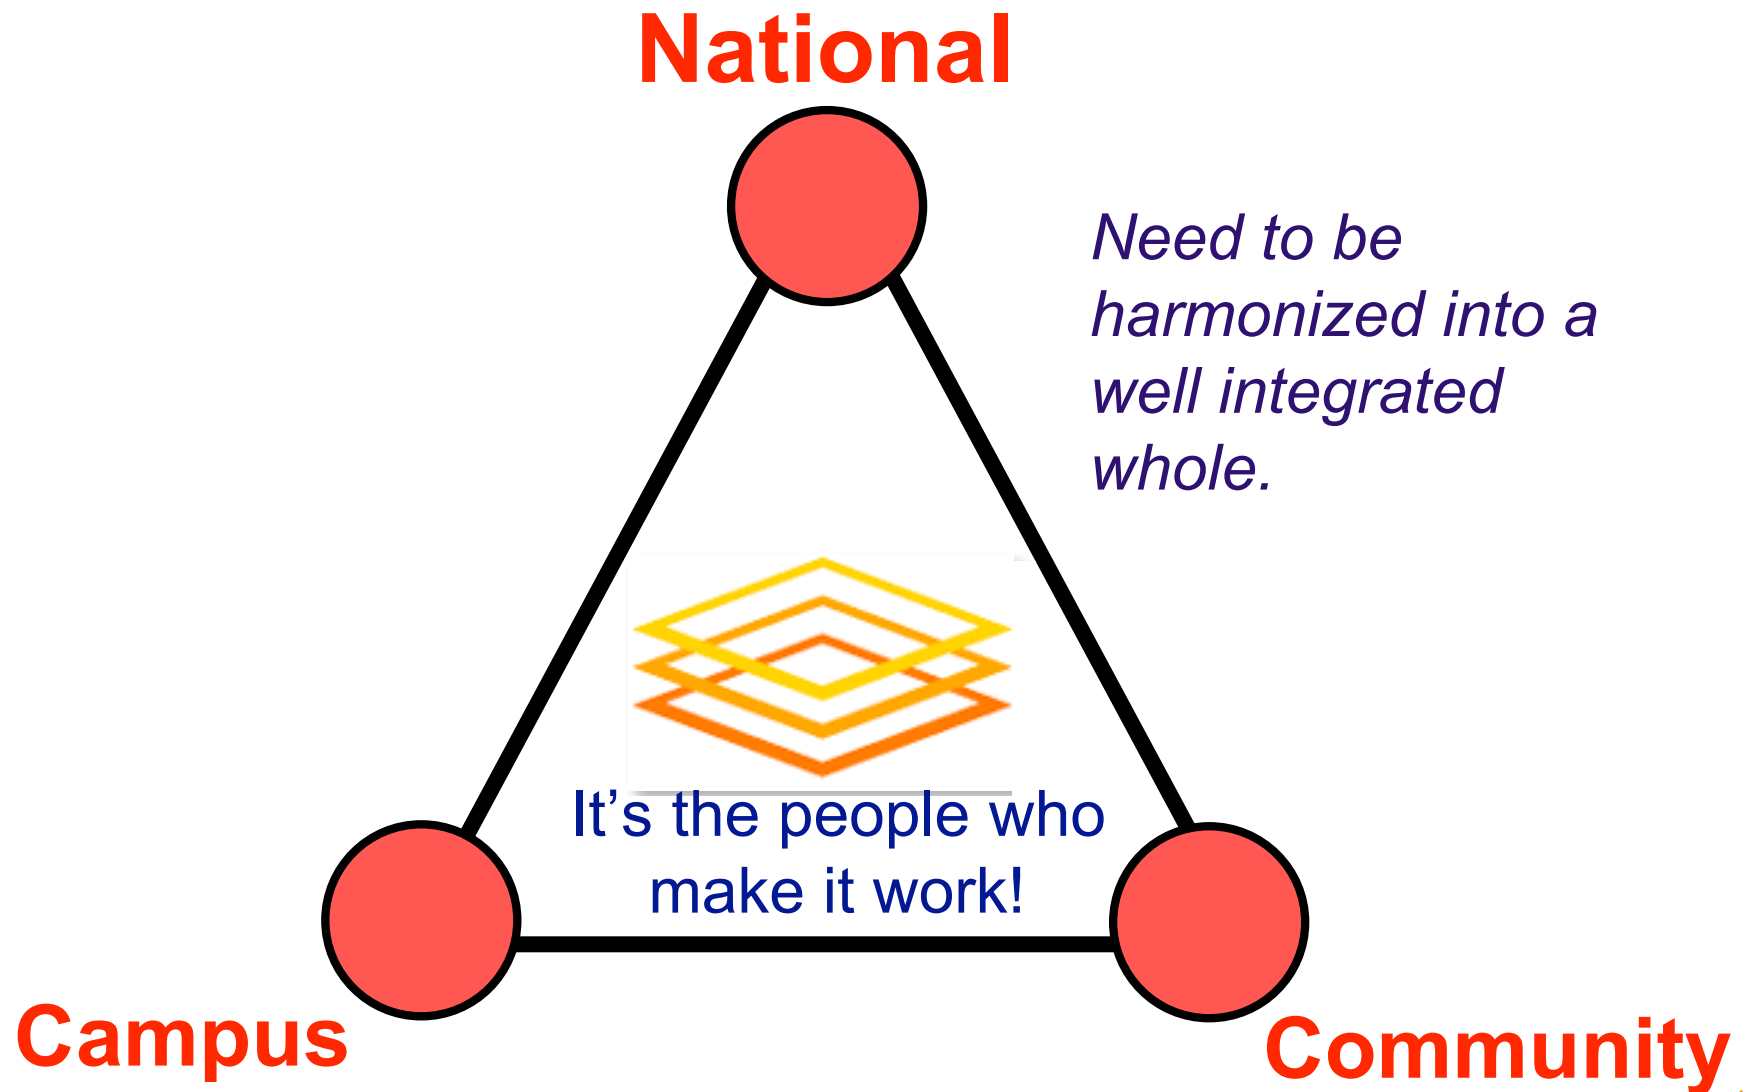 National
Need to be
harmonized into a
well integrated
whole.
It’s the people who
make it work!
Campus
Community